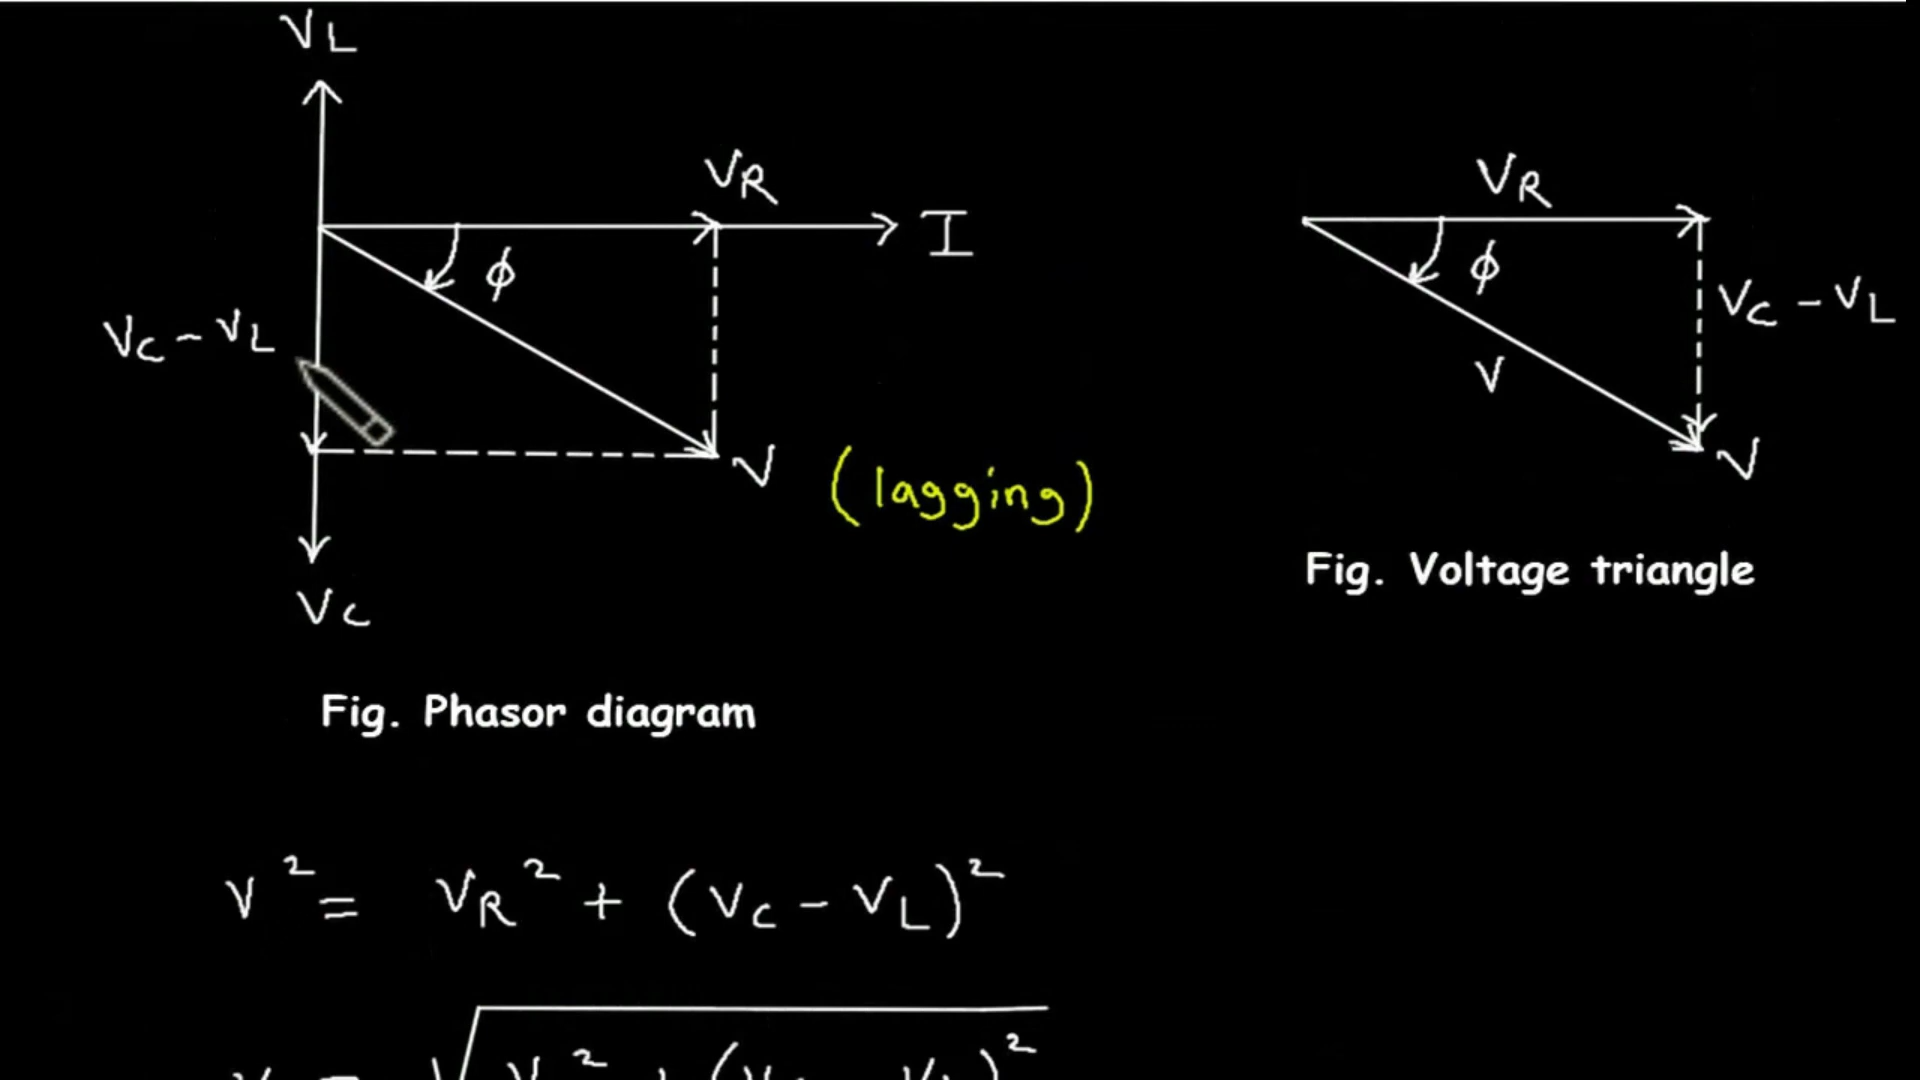 VL
VR
I
ϕ
VC - VL
V
(lagging)
VC
Fig. Phasor diagram
VR
ϕ
VC - VL
V
V
Fig. Voltage triangle
V² = VR² + (VC - VL)²